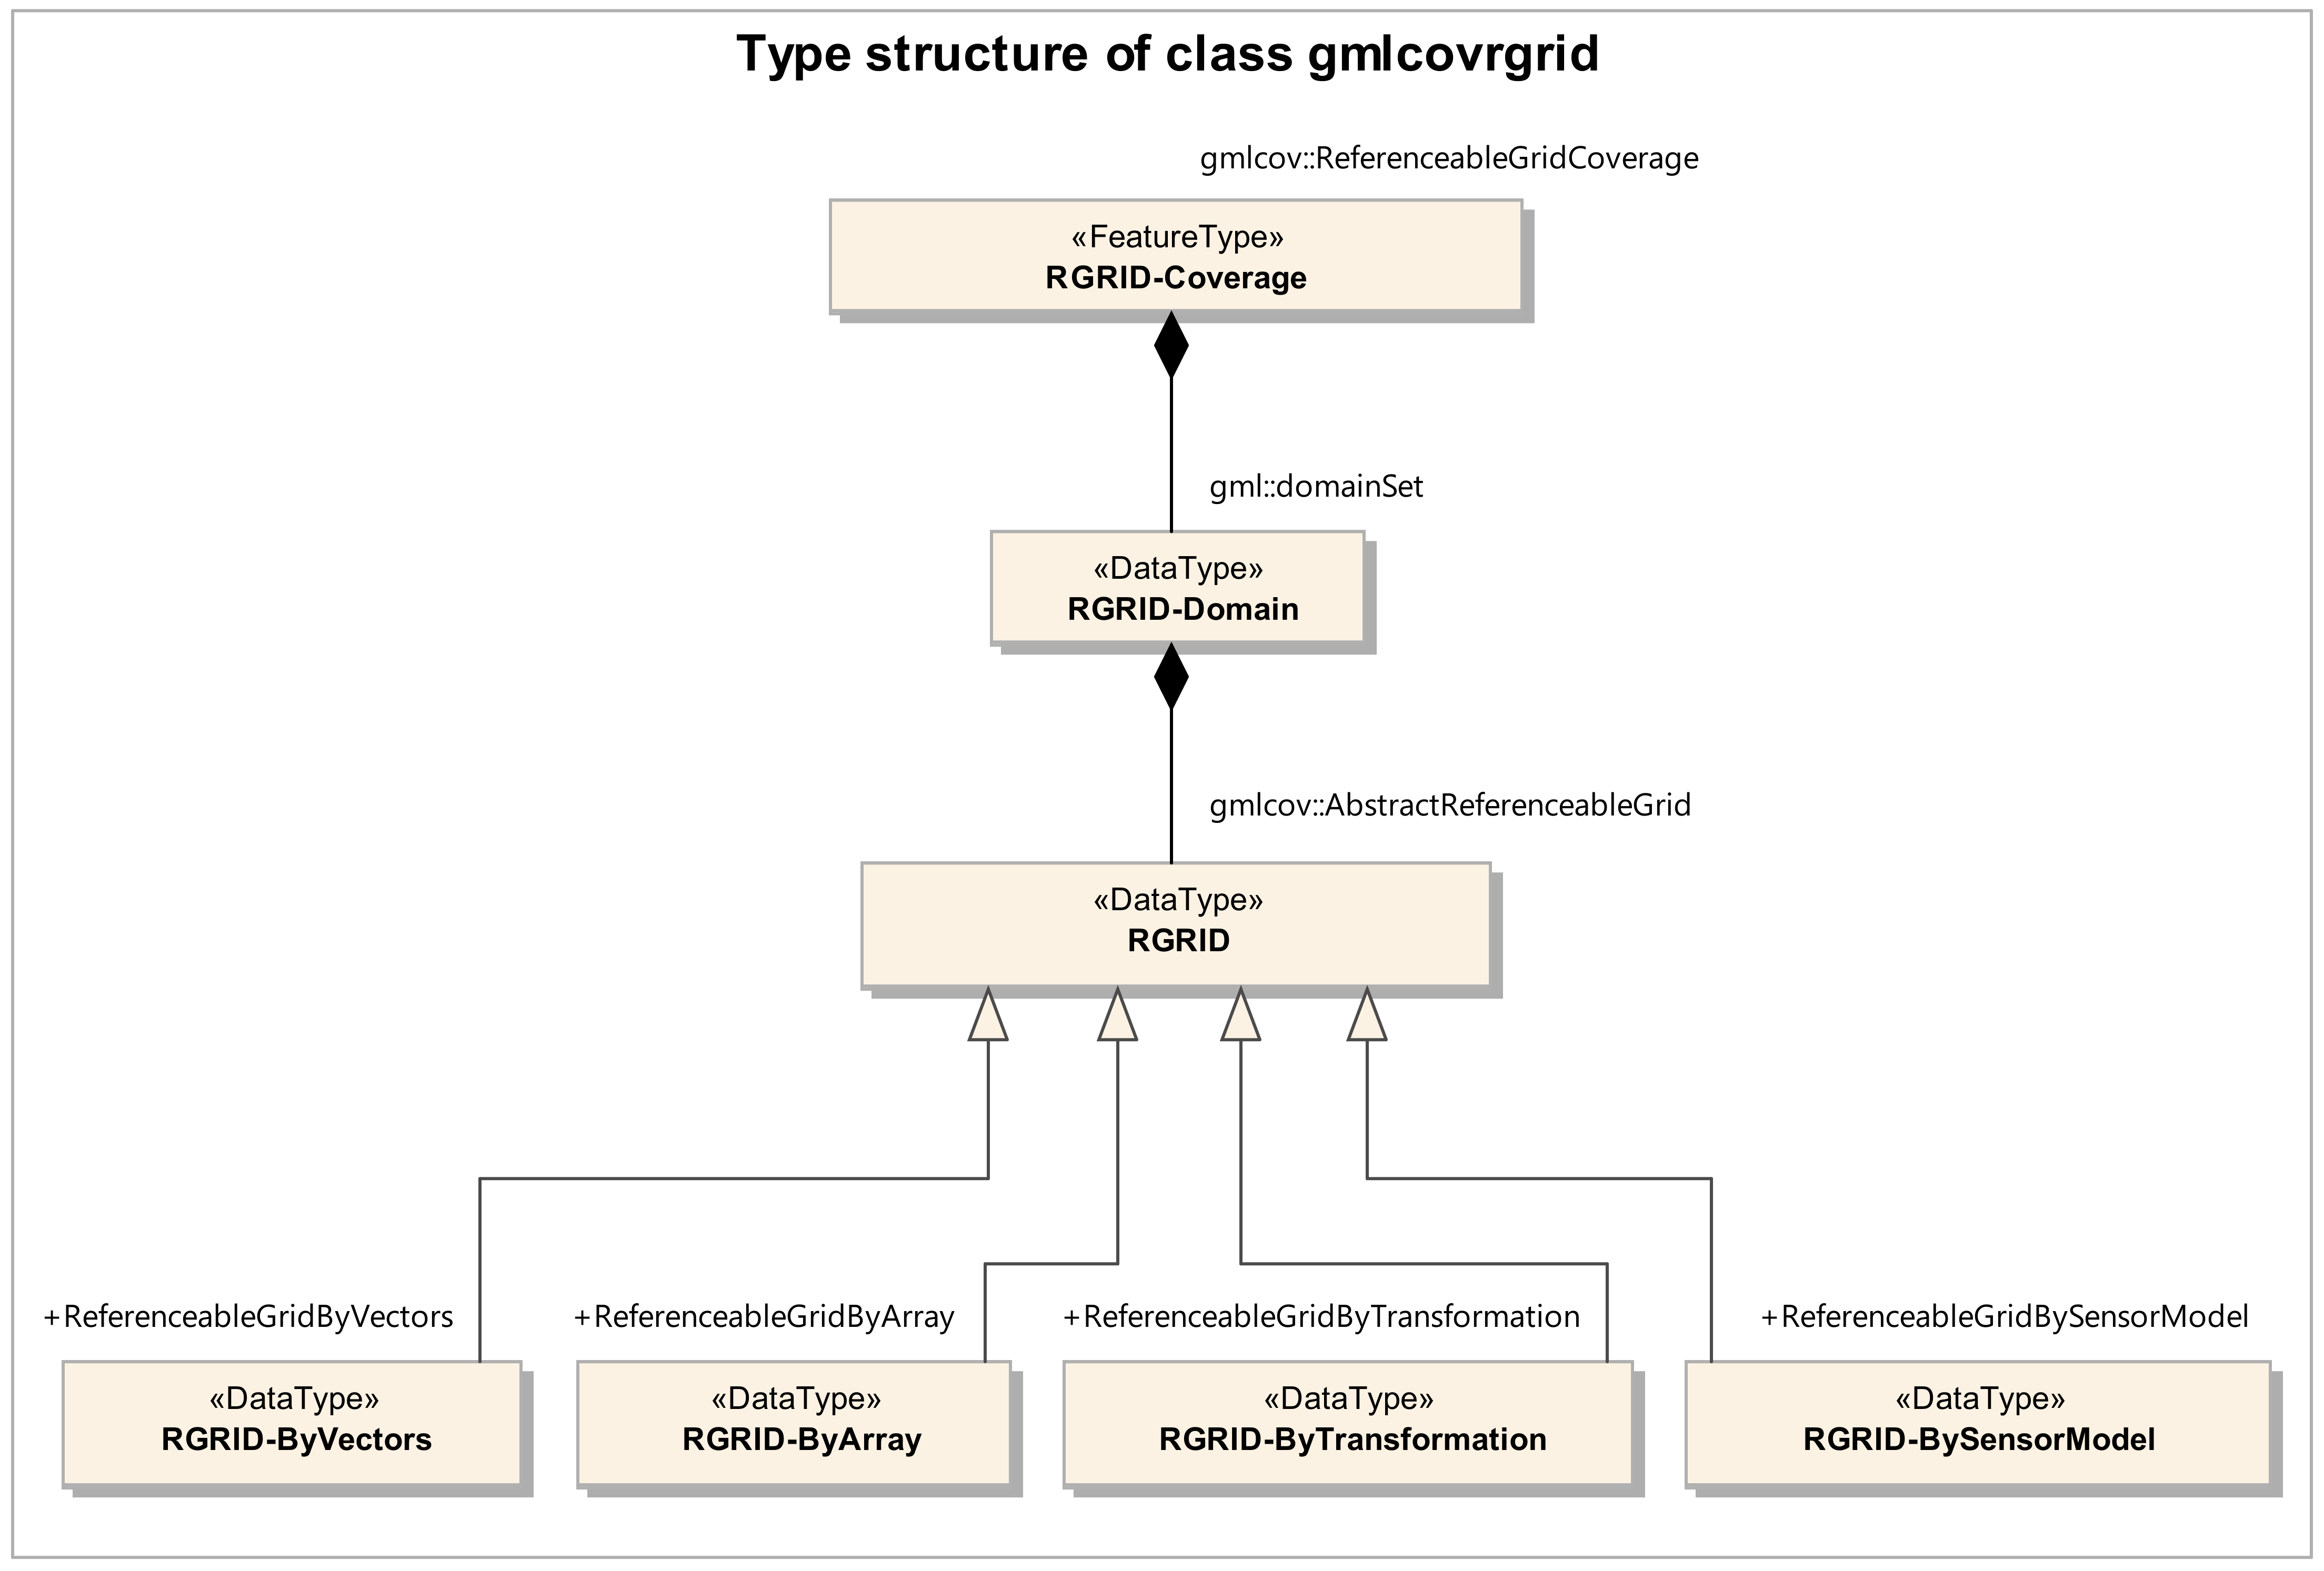 Type structure of class gmlcovrgrid
gmlcov::ReferenceableGridCoverage
«FeatureType»
RGRID-Coverage
gml::domainSet
«DataType»
RGRID-Domain
gmlcov::AbstractReferenceableGrid
«DataType»
RGRID
+ReferenceableGridByVectors
+ReferenceableGridByArray
+ReferenceableGridByTransformation
+ReferenceableGridBySensorModel
«DataType»
RGRID-ByVectors
«DataType»
RGRID-ByArray
«DataType»
RGRID-ByTransformation
«DataType»
RGRID-BySensorModel